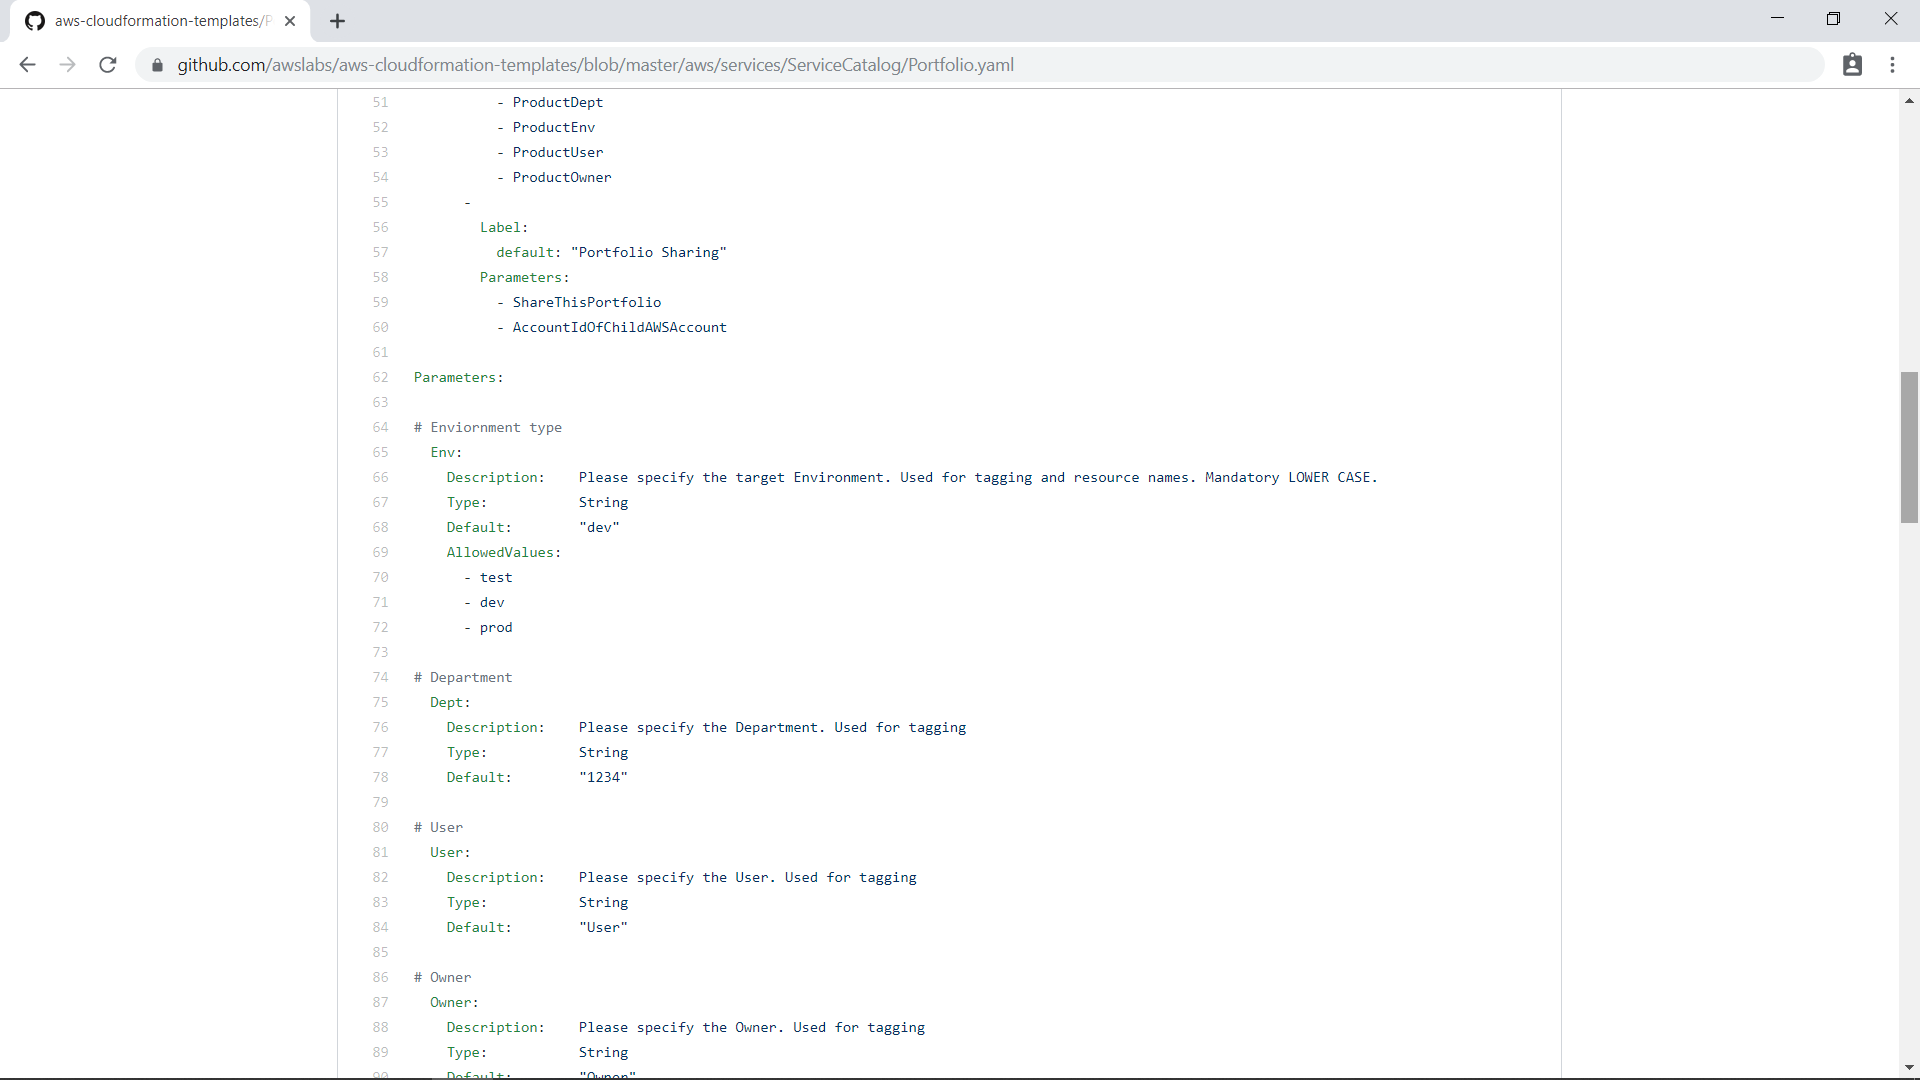 aws-cloudformation-templates/P
github.com/awslabs/aws-cloudformation-templates/blob/master/aws/services/ServiceCatalog/Portfolio.yaml
51 - ProductDept
52 - ProductEnv
53 - ProductUser
54 - ProductOwner
55 -
56 Label:
57 default: "Portfolio Sharing"
58 Parameters:
59 - ShareThisPortfolio
60 - AccountIdOfChildAWSAccount
61
62 Parameters:
63
64 # Enviornment type
65 Env:
66 Description: Please specify the target Environment. Used for tagging and resource names. Mandatory LOWER CASE.
67 Type: String
68 Default: "dev"
69 AllowedValues:
70 - test
71 - dev
72 - prod
73
74 # Department
75 Dept:
76 Description: Please specify the Department. Used for tagging
77 Type: String
78 Default: "1234"
79
80 # User
81 User:
82 Description: Please specify the User. Used for tagging
83 Type: String
84 Default: "User"
85
86 # Owner
87 Owner:
88 Description: Please specify the Owner. Used for tagging
89 Type: String
90 Default: "Owner"